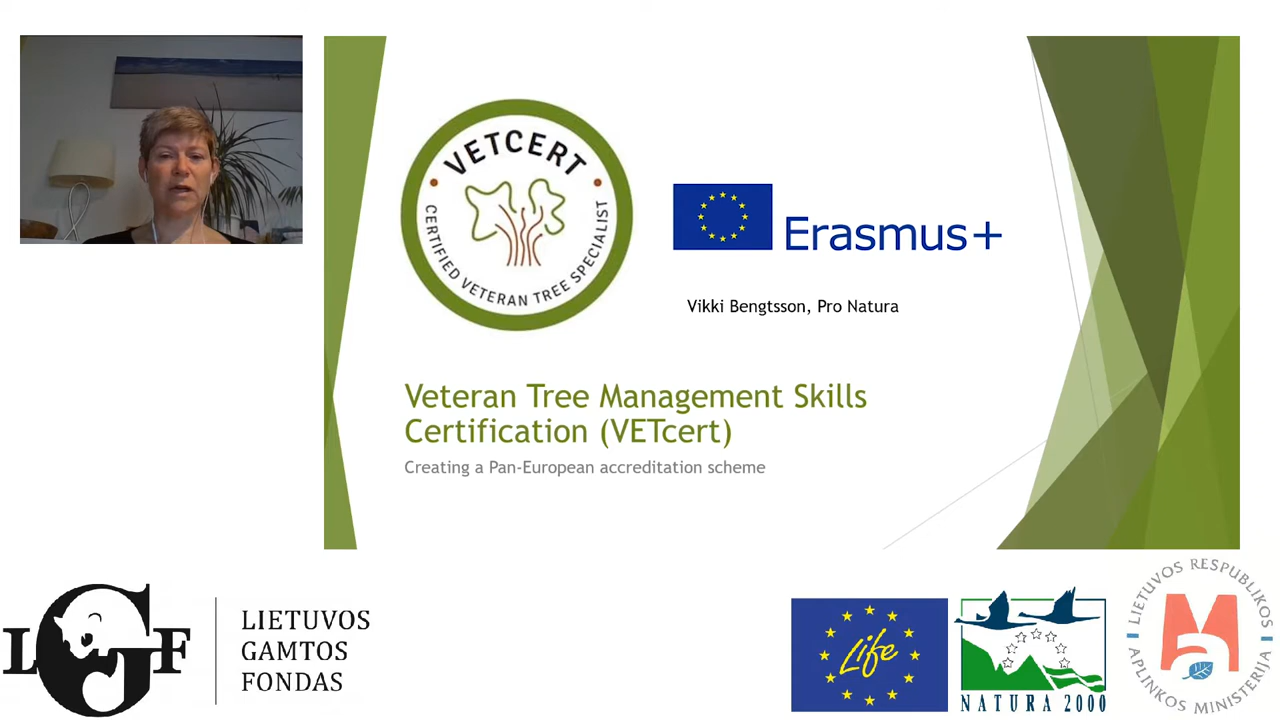 VETCERT
CERTIFIED VETERAN TREE SPECIALIST
Erasmus+
Vikki Bengtsson, Pro Natura
Veteran Tree Management Skills
Certification (VETcert)
Creating a Pan-European accreditation scheme
LGF
LIETUVOS
GAMTOS
FONDAS
Life
NATURA 2000
LIETUVOS RESPUBLIKOS
APLINKOS MINISTERIJA